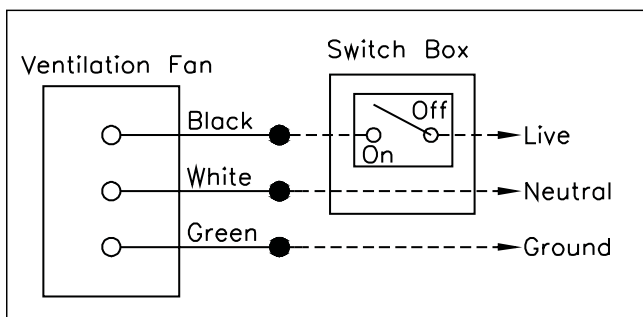 Ventilation Fan
Switch Box
Black
Off
On
Live
White
Neutral
Green
Ground